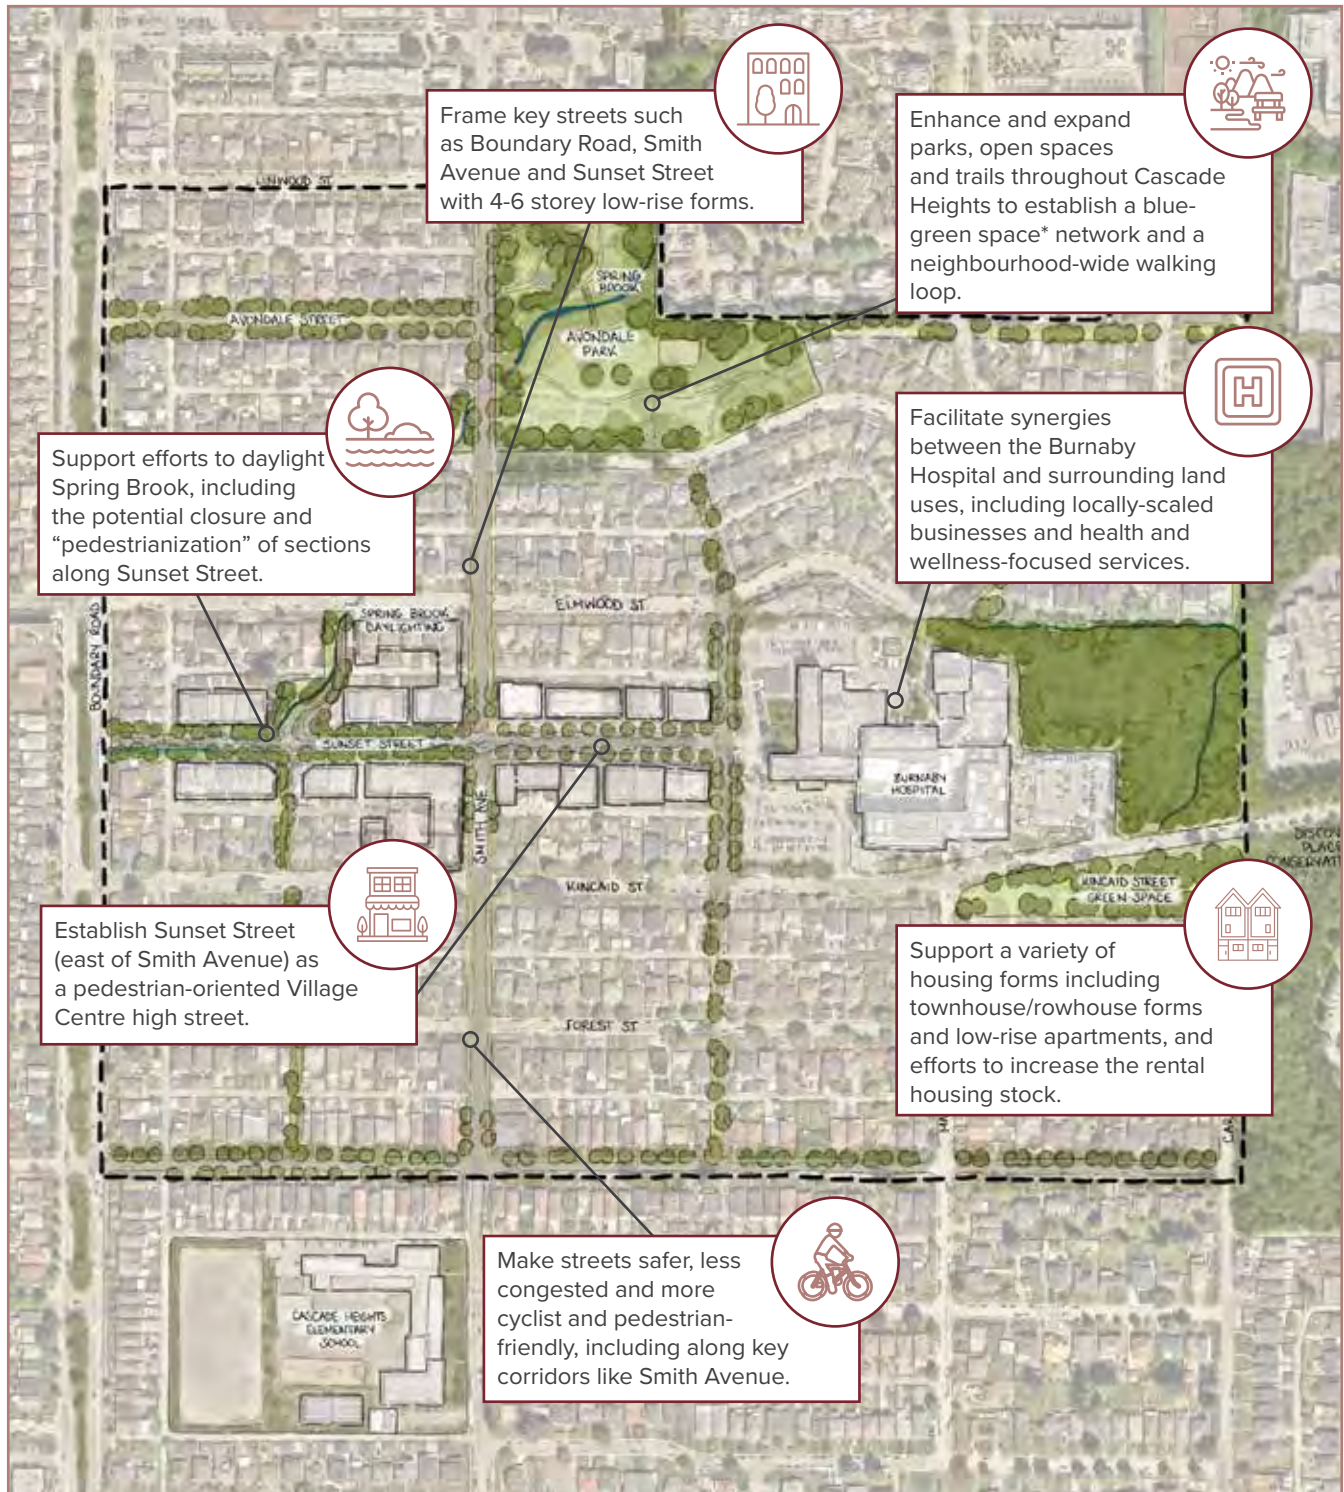 Frame key streets such
as Boundary Road, Smith
Avenue and Sunset Street
with 4-6 storey low-rise forms.
Enhance and expand
parks, open spaces
and trails throughout Cascade
Heights to establish a blue-
green space* network and a
neighbourhood-wide walking
loop.
LINWOOD ST.
SPRING
BROOK
AVONDALE STREET
AVONDALE
PARK
Support efforts to daylight
Spring Brook, including
the potential closure and
“pedestrianization” of sections
along Sunset Street.
H
Facilitate synergies
between the Burnaby
Hospital and surrounding land
uses, including locally-scaled
businesses and health and
wellness-focused services.
BOUNDARY ROAD
SPRING BROOK
DAYLIGHTING
ELMWOOD ST.
SUNSET STREET
SMITH AVE
BURNABY
HOSPITAL
KINCAID ST
KINCAID STREET
GREEN SPACE
Establish Sunset Street
(east of Smith Avenue) as
a pedestrian-oriented Village
Centre high street.
FOREST ST
Support a variety of
housing forms including
townhouse/rowhouse forms
and low-rise apartments, and
efforts to increase the rental
housing stock.
Make streets safer, less
congested and more
cyclist and pedestrian-
friendly, including along key
corridors like Smith Avenue.
CASCADE HEIGHTS
ELEMENTARY
SCHOOL